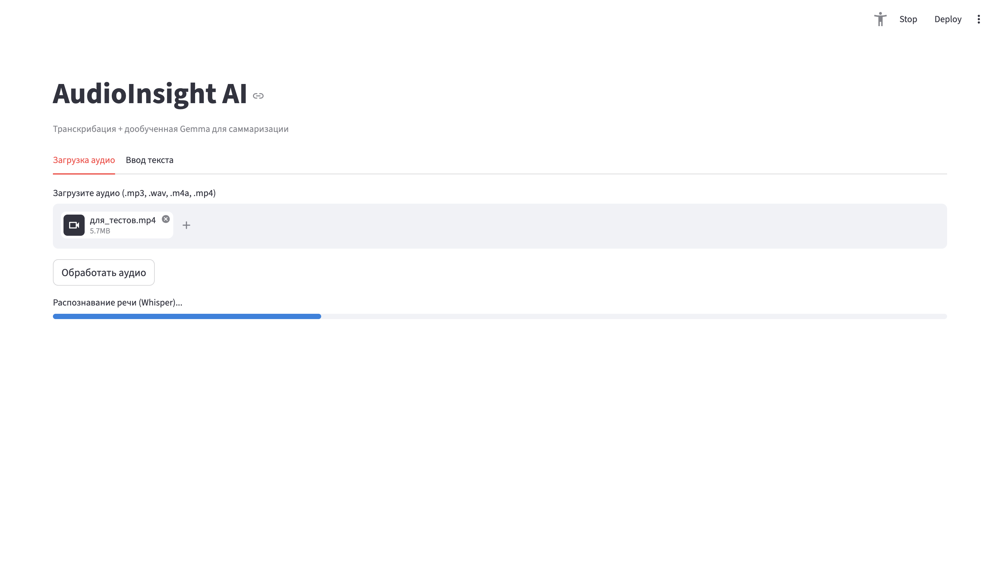 Stop Deploy
AudioInsight AI
Транскрибация + дообученная Gemma для саммаризации
Загрузка аудио Ввод текста
Загрузите аудио (.mp3, .wav, .m4a, .mp4)
для_тестов.mp4
5.7MB
Обработать аудио
Распознавание речи (Whisper)...